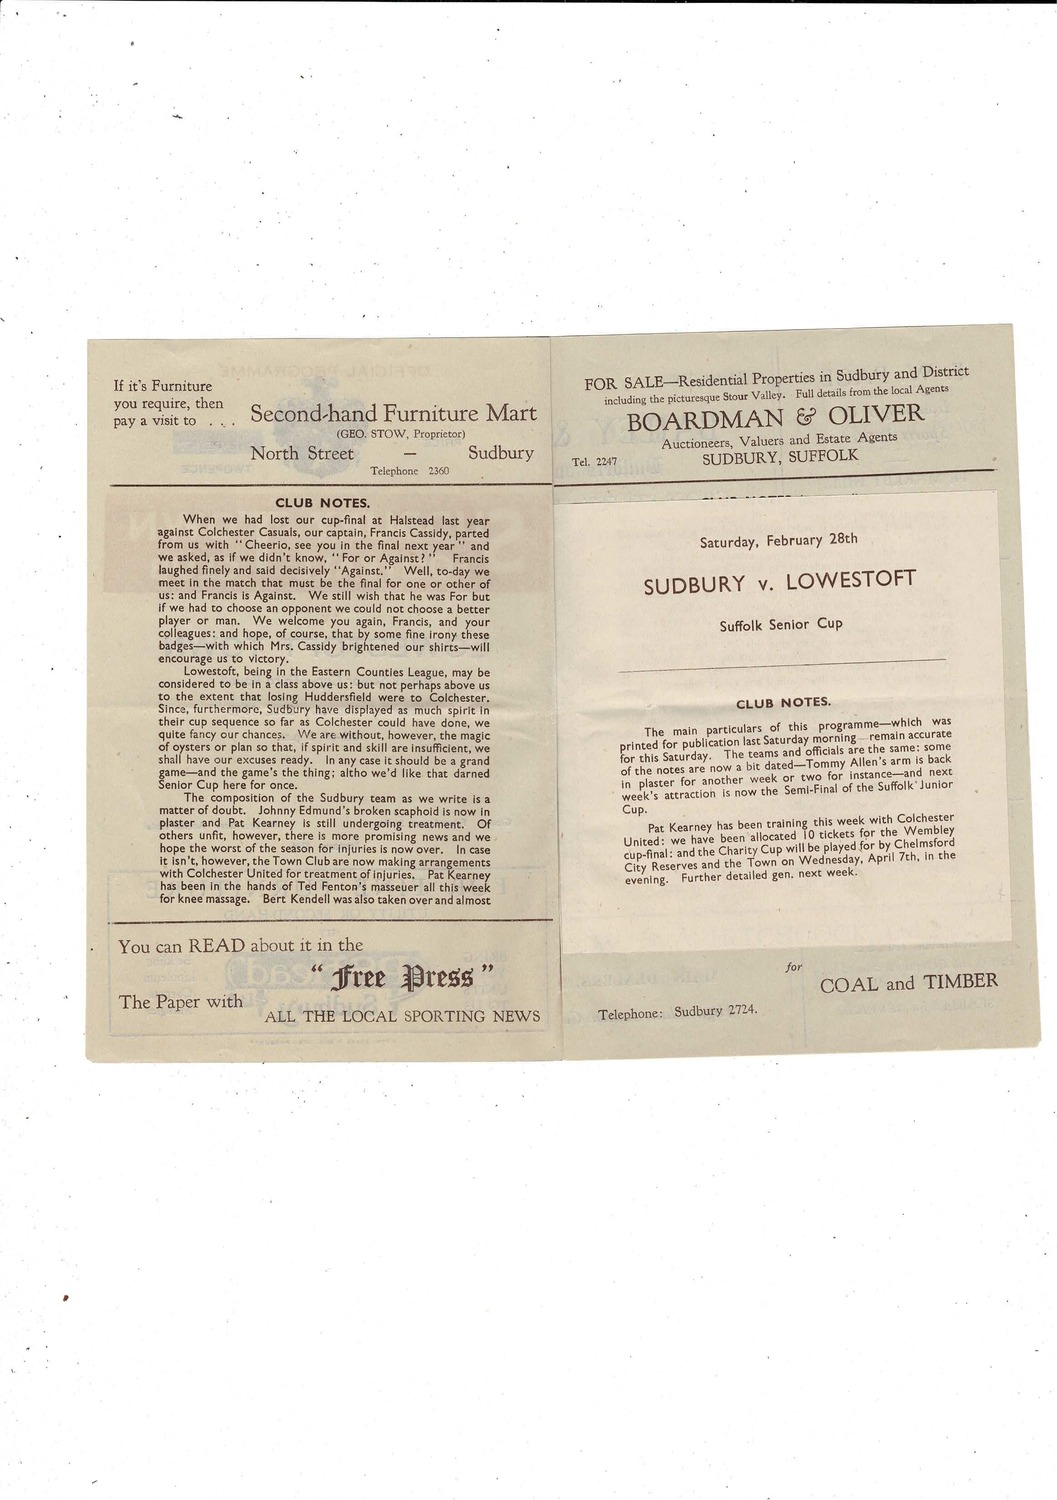 If it's Furniture
you require, then
pay a visit to . . .
Second-hand Furniture Mart
(GEO. STOW, Proprietor)
North Street — Sudbury
Telephone 2360
CLUB NOTES.
When we had lost our cup-final at Halstead last year
against Colchester Casuals, our captain, Francis Cassidy, parted
from us with "Cheerio, see you in the final next year" and
we asked, as if we didn't know, "For or Against?" Francis
laughed finely and said decisively "Against." Well, to-day we
meet in the match that must be the final for one or other of
us: and Francis is Against. We still wish that he was For but
if we had to choose an opponent we could not choose a better
player or man. We welcome you again, Francis, and your
colleagues: and hope, of course, that by some fine irony these
badges—with which Mrs. Cassidy brightened our shirts—will
encourage us to victory.
Lowestoft, being in the Eastern Counties League, may be
considered to be in a class above us: but not perhaps above us
to the extent that losing Huddersfield were to Colchester.
Since, furthermore, Sudbury have displayed as much spirit in
their cup sequence so far as Colchester could have done, we
quite fancy our chances. We are without, however, the magic
of oysters or plan so that, if spirit and skill are insufficient, we
shall have our excuses ready. In any case it should be a grand
game—and the game's the thing; altho we'd like that darned
Senior Cup here for once.
The composition of the Sudbury team as we write is a
matter of doubt. Johnny Edmund's broken scaphoid is now in
plaster and Pat Kearney is still undergoing treatment. Of
others unfit, however, there is more promising news and we
hope the worst of the season for injuries is now over. In case
it isn't, however, the Town Club are now making arrangements
with Colchester United for treatment of injuries. Pat Kearney
has been in the hands of Ted Fenton's masseuer all this week
for knee massage. Bert Kendell was also taken over and almost
You can READ about it in the
"Free Press"
The Paper with
ALL THE LOCAL SPORTING NEWS
FOR SALE—Residential Properties in Sudbury and District
including the picturesque Stour Valley. Full details from the local Agents
BOARDMAN & OLIVER
Auctioneers, Valuers and Estate Agents
Tel. 2247 SUDBURY, SUFFOLK
Saturday, February 28th
SUDBURY v. LOWESTOFT
Suffolk Senior Cup
CLUB NOTES.
The main particulars of this programme—which was
printed for publication last Saturday morning remain accurate
for this Saturday. The teams and officials are the same: some
of the notes are now a bit dated—Tommy Allen's arm is back
in plaster for another week or two for instance—and next
week's attraction is now the Semi-Final of the Suffolk Junior
Cup.
Pat Kearney has been training this week with Colchester
United: we have been allocated 10 tickets for the Wembley
cup-final: and the Charity Cup will be played for by Chelmsford
City Reserves and the Town on Wednesday, April 7th, in the
evening. Further detailed gen. next week.
for
COAL and TIMBER
Telephone: Sudbury 2724.